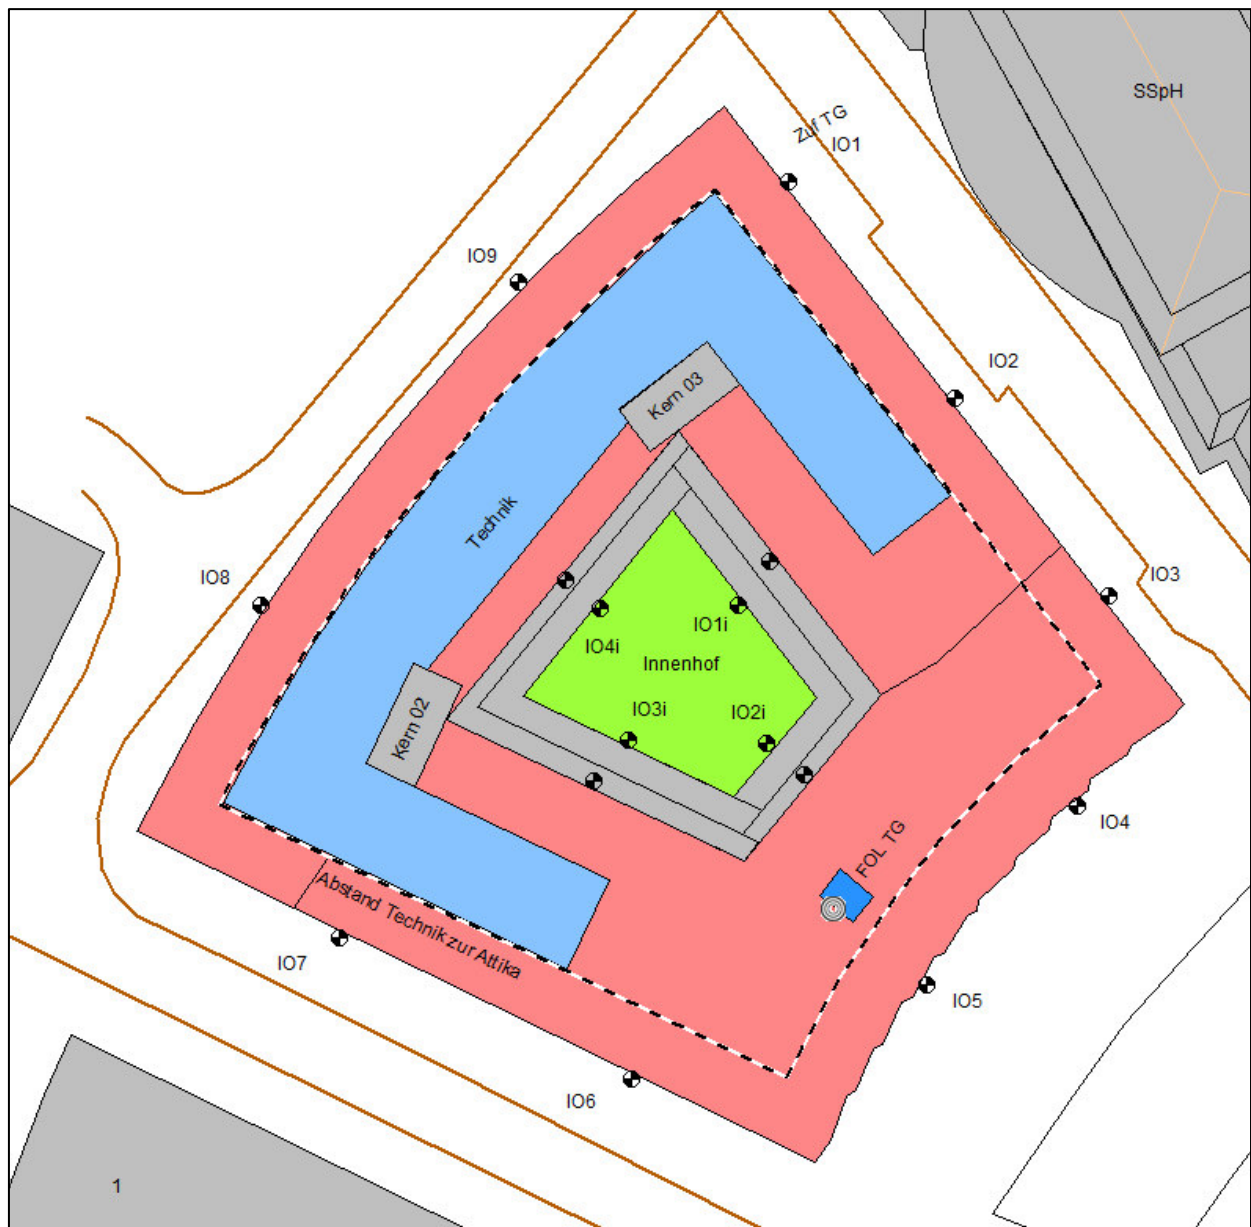 SSpH
Zuf TG
IO1
IO9
IO2
Kern 03
Technik
IO8
IO3
IO1i
IO4i
Innenhof
IO3i
IO2i
Kern 02
IO4
FOL TG
Abstand Technik zur Attika
IO7
IO5
IO6
1